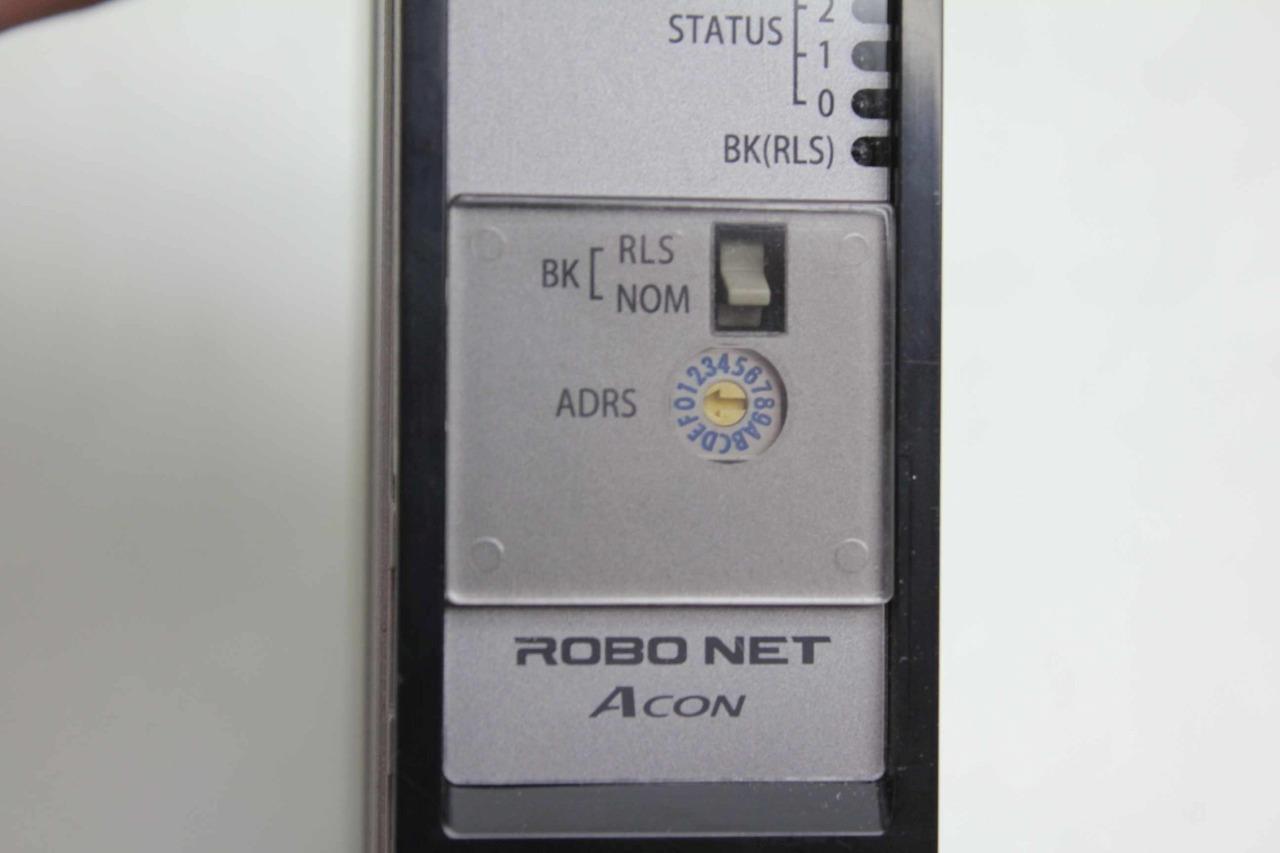 2
STATUS 1
0
BK(RLS)
BK RLS
NOM
ADRS 0123456789ABCDEF
ROBO NET
ACON